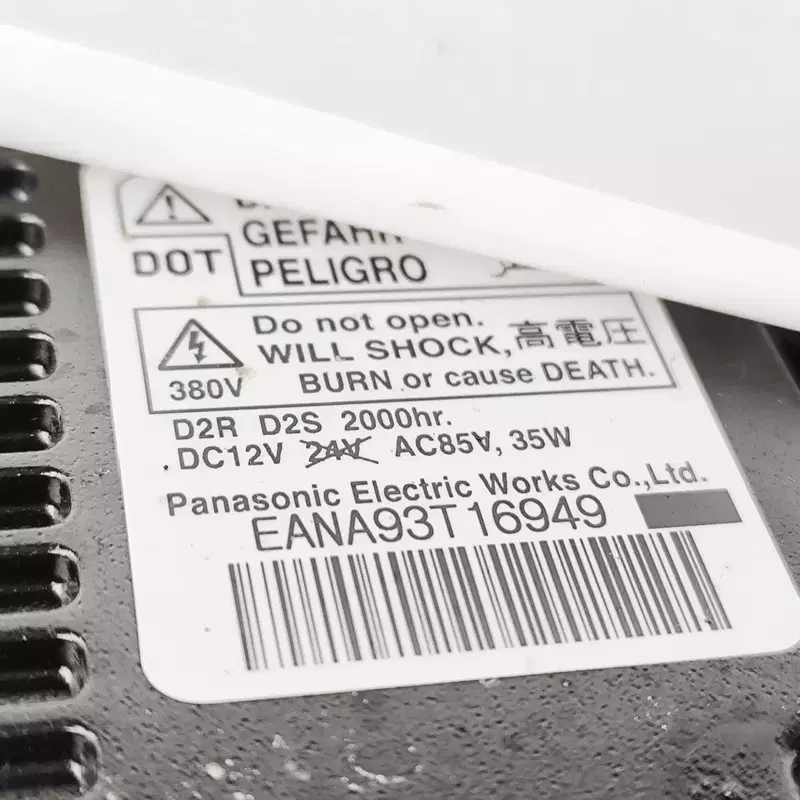 GEFAHR
DOT
PELIGRO
Do not open.
WILL SHOCK, 高電圧
380V BURN or cause DEATH.
D2R D2S 2000hr.
.DC12V 24V AC85V, 35W
Panasonic Electric Works Co.,Ltd.
EANA93T16949